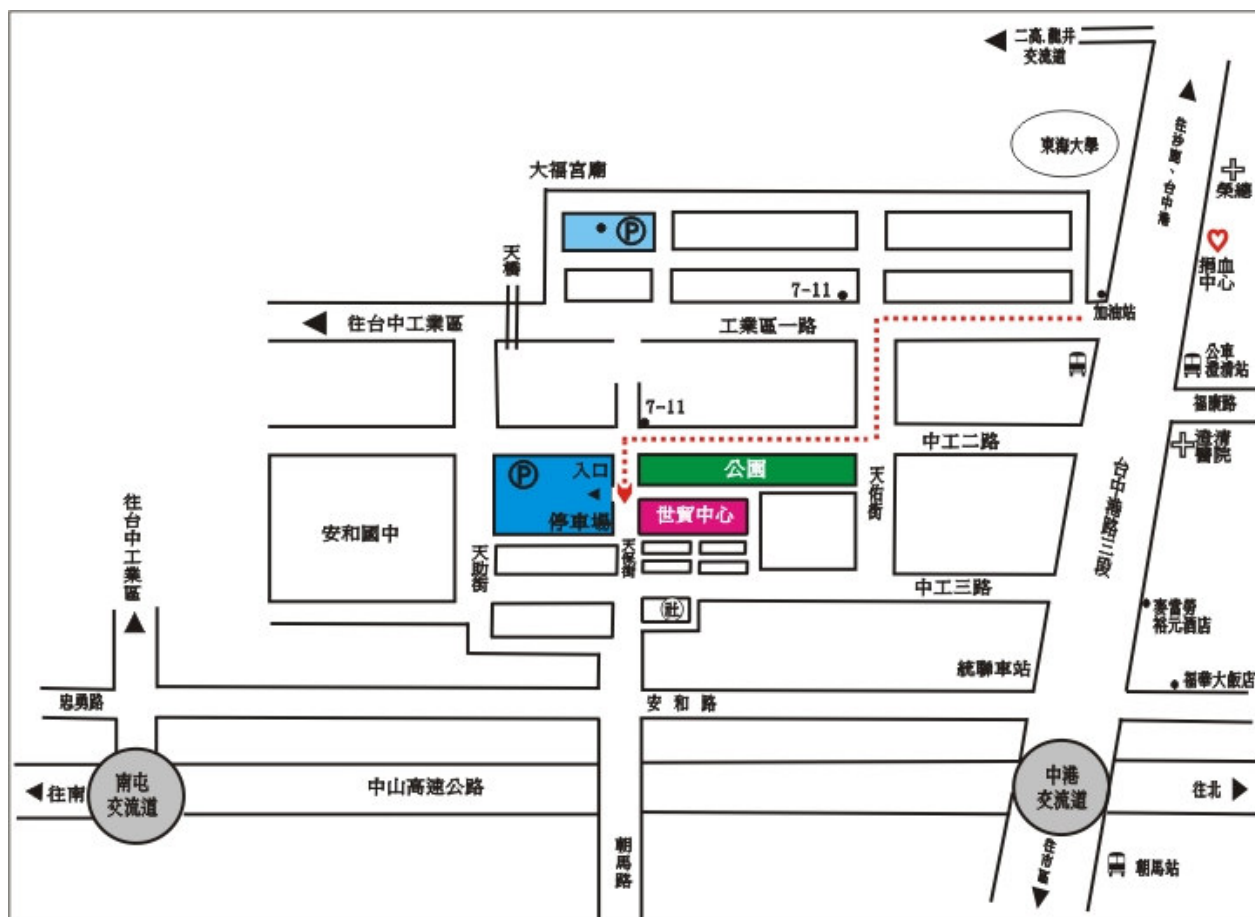 二高.龍井
交流道
往沙鹿、台中港
東海大學
榮總
大福宮廟
P
天橋
捐血
中心
7-11
加油站
往台中工業區
工業區一路
公車
澄清站
福康路
7-11
中工二路
澄清
醫院
P
入口
公園
天佑街
台中港路三段
往台中工業區
安和國中
停車場
世貿中心
天助街
天保街
中工三路
社
麥當勞
裕元酒店
統聯車站
福華大飯店
忠勇路
安和路
南屯
交流道
往南
中山高速公路
中港
交流道
往北
朝馬路
往市區
朝馬站